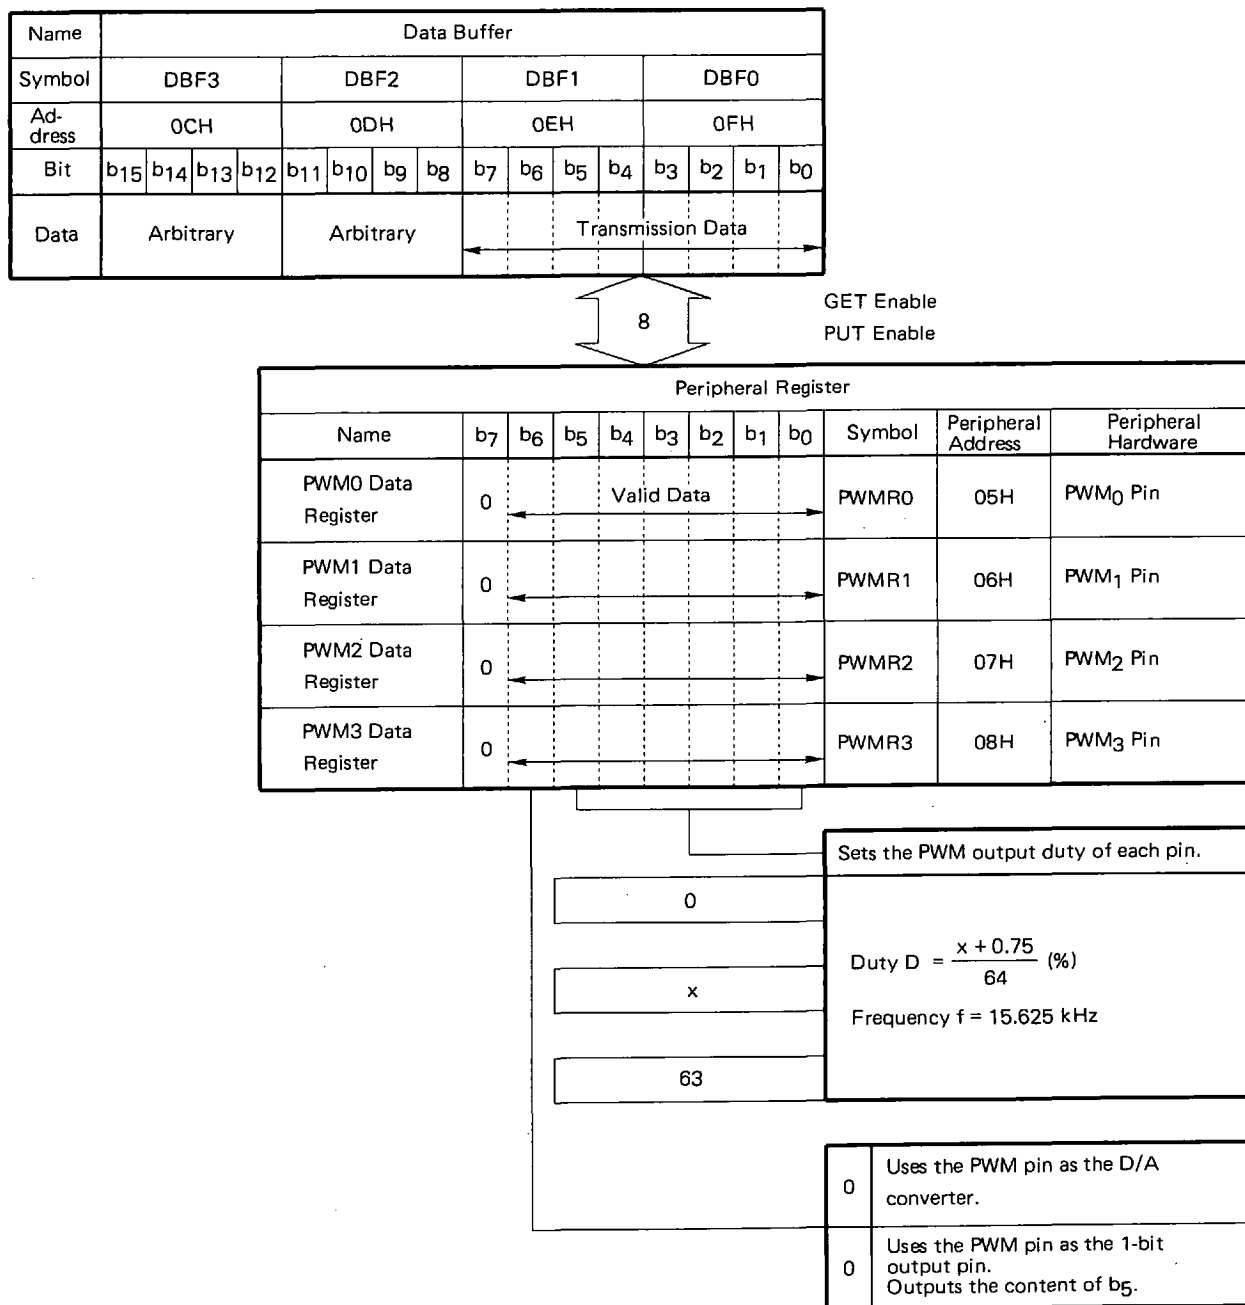 Name Data Buffer
Symbol DBF3 DBF2 DBF1 DBF0
Ad-
dress 0CH 0DH 0EH 0FH
Bit b15 b14 b13 b12 b11 b10 b9 b8 b7 b6 b5 b4 b3 b2 b1 b0
Data Arbitrary Arbitrary Transmission Data
8
GET Enable
PUT Enable
Peripheral Register
Name b7 b6 b5 b4 b3 b2 b1 b0 Symbol Peripheral Address Peripheral Hardware
PWM0 Data
Register 0 Valid Data PWMR0 05H PWM0 Pin
PWM1 Data
Register 0 PWMR1 06H PWM1 Pin
PWM2 Data
Register 0 PWMR2 07H PWM2 Pin
PWM3 Data
Register 0 PWMR3 08H PWM3 Pin
Sets the PWM output duty of each pin.
0
x
63
Duty D = x + 0.75 / 64 (%)
Frequency f = 15.625 kHz
0 Uses the PWM pin as the D/A
converter.
0 Uses the PWM pin as the 1-bit
output pin.
Outputs the content of b5.